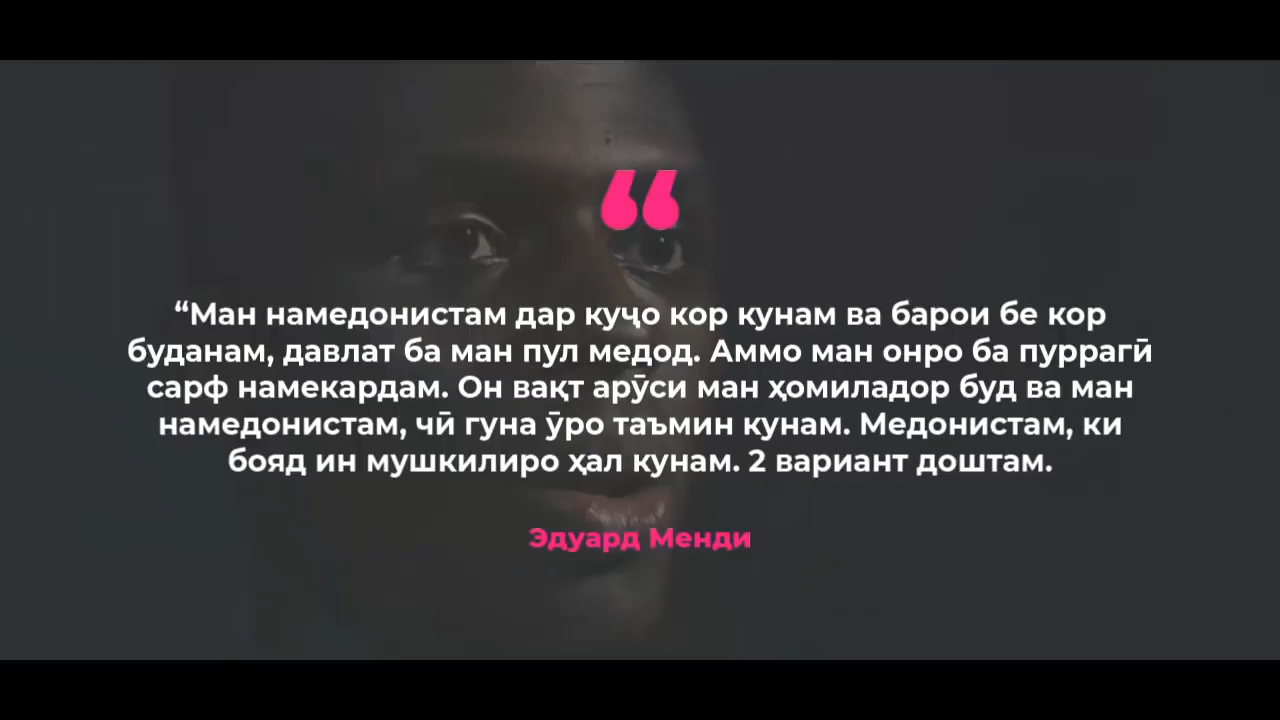 “Ман намедонистам дар куҷо кор кунам ва барои бе кор
буданам, давлат ба ман пул медод. Аммо ман онро ба пуррагӣ
сарф намекардам. Он вақт арӯси ман ҳомиладор буд ва ман
намедонистам, чӣ гуна ӯро таъмин кунам. Медонистам, ки
бояд ин мушкилиро ҳал кунам. 2 вариант доштам.
Эдуард Менди